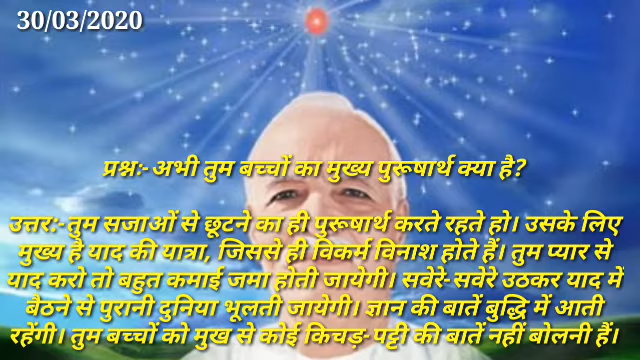 30/03/2020
प्रश्नः- अभी तुम बच्चों का मुख्य पुरूषार्थ क्या है?
उत्तरः- तुम सजाओं से छूटने का ही पुरूषार्थ करते रहते हो। उसके लिए
मुख्य है याद की यात्रा, जिससे ही विकर्म विनाश होते हैं। तुम प्यार से
याद करो तो बहुत कमाई जमा होती जायेगी। सवेरे- सवेरे उठकर याद में
बैठने से पुरानी दुनिया भूलती जायेगी। ज्ञान की बातें बुद्धि में आती
रहेंगी। तुम बच्चों को मुख से कोई किचड़- पट्टी की बातें नहीं बोलनी हैं।